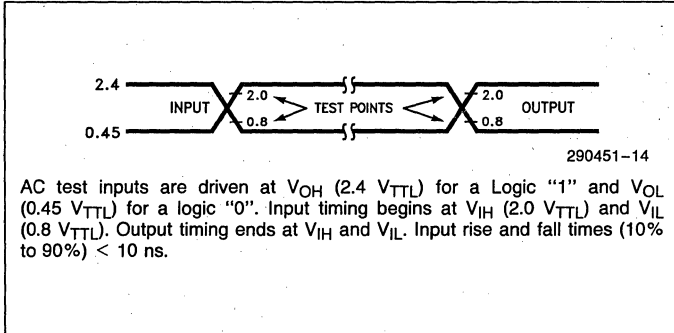 2.4
INPUT 2.0 TEST POINTS 2.0 OUTPUT
0.8 0.8
0.45
290451–14
AC test inputs are driven at VOH (2.4 VTTL) for a Logic "1" and VOL
(0.45 VTTL) for a logic "0". Input timing begins at VIH (2.0 VTTL) and VIL
(0.8 VTTL). Output timing ends at VIH and VIL. Input rise and fall times (10%
to 90%) < 10 ns.